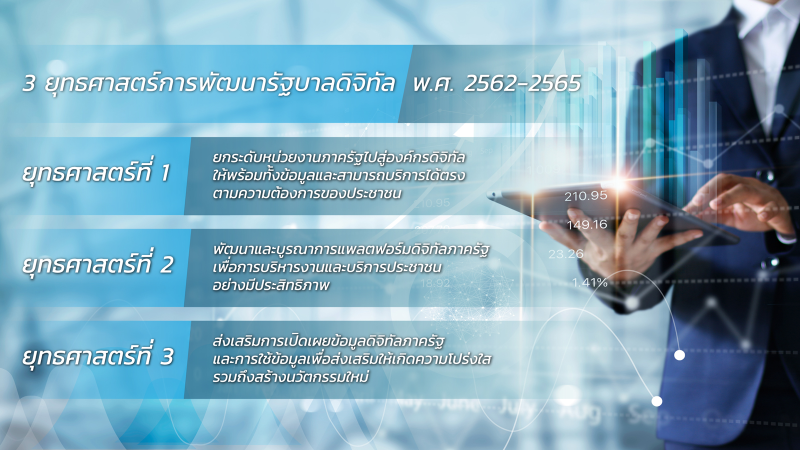 3 ยุทธศาสตร์การพัฒนารัฐบาลดิจิทัล พ.ศ. 2562-2565
ยุทธศาสตร์ที่ 1
ยกระดับหน่วยงานภาครัฐไปสู่องค์กรดิจิทัล
ให้พร้อมทั้งข้อมูลและสามารถบริการได้ตรง
ตามความต้องการของประชาชน
210.95
210.95
149.16
ยุทธศาสตร์ที่ 2
พัฒนาและบูรณาการแพลตฟอร์มดิจิทัลภาครัฐ
เพื่อการบริหารงานและบริการประชาชน
อย่างมีประสิทธิภาพ
23.26
18.92
1.41%
ยุทธศาสตร์ที่ 3
ส่งเสริมการเปิดเผยข้อมูลดิจิทัลภาครัฐ
และการใช้ข้อมูลเพื่อส่งเสริมให้เกิดความโปร่งใส
รวมถึงสร้างนวัตกรรมใหม่
June July Aug Sep